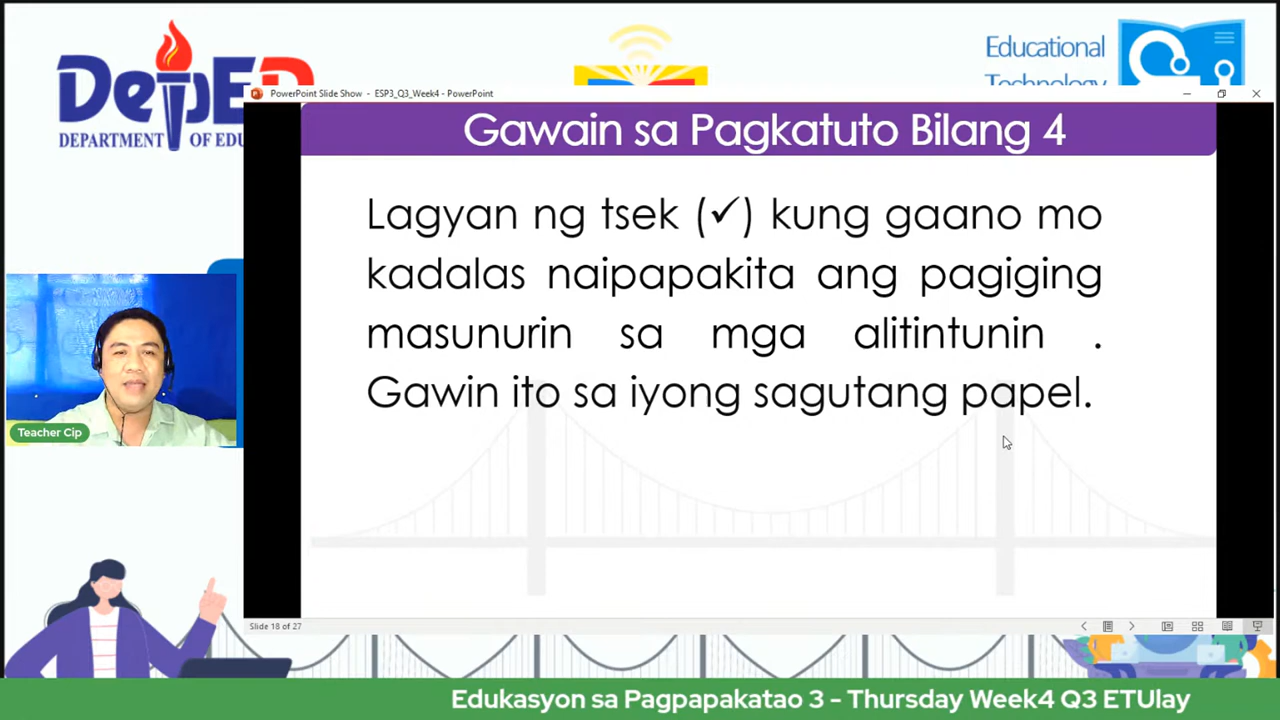 DepED
DEPARTMENT OF EDU
Educational
Technology
PowerPoint Slide Show - ESP3_Q3_Week4 - PowerPoint
Gawain sa Pagkatuto Bilang 4
Lagyan ng tsek (✓) kung gaano mo
kadalas naipapakita ang pagiging
masunurin sa mga alitintunin .
Gawin ito sa iyong sagutang papel.
Teacher Cip
Slide 18 of 27
Edukasyon sa Pagpapakatao 3 - Thursday Week4 Q3 ETUlay